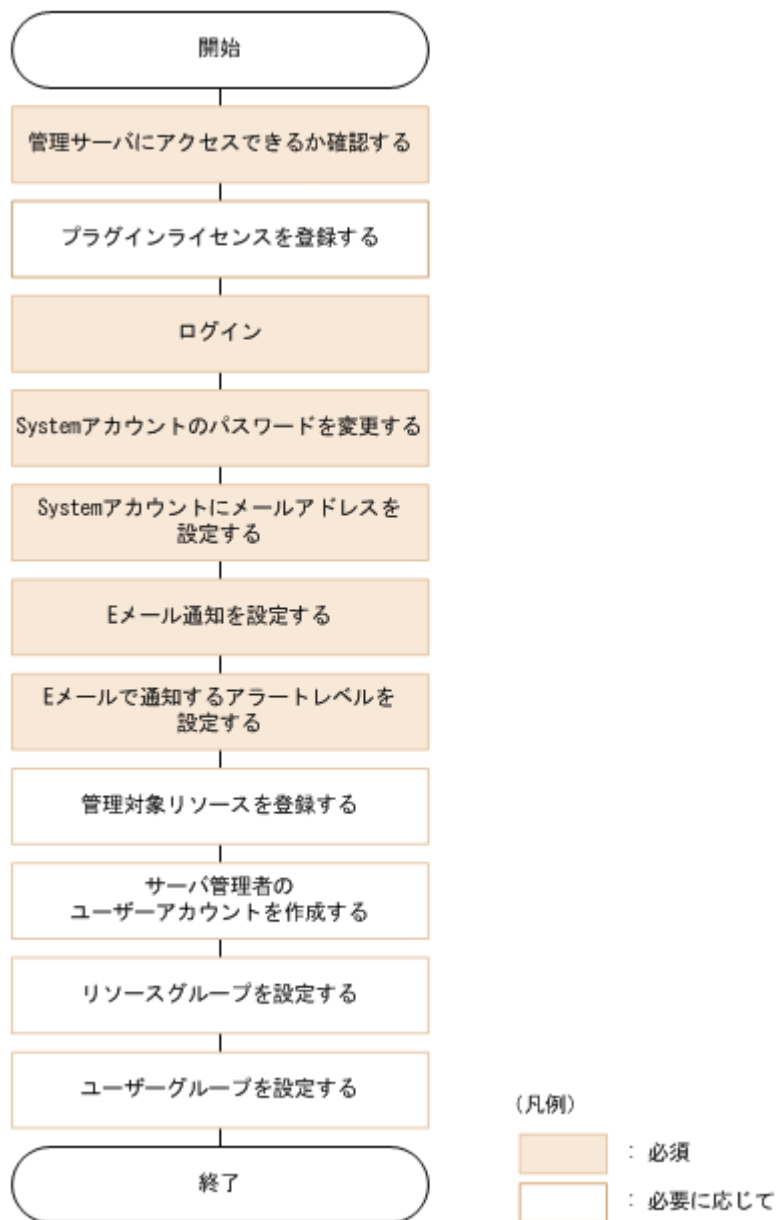 開始
管理サーバにアクセスできるか確認する
プラグインライセンスを登録する
ログイン
Systemアカウントのパスワードを変更する
Systemアカウントにメールアドレスを
設定する
Eメール通知を設定する
Eメールで通知するアラートレベルを
設定する
管理対象リソースを登録する
サーバ管理者の
ユーザーアカウントを作成する
リソースグループを設定する
ユーザーグループを設定する
終了
(凡例)
: 必須
: 必要に応じて